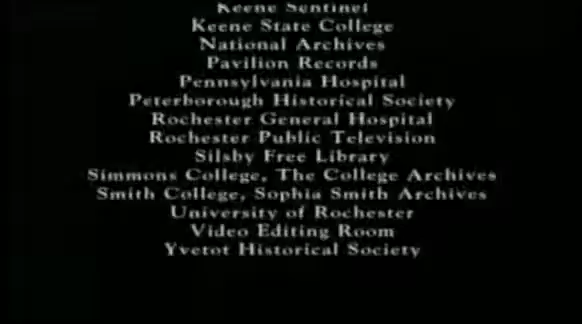 Keene Sentinel
Keene State College
National Archives
Pavilion Records
Pennsylvania Hospital
Peterborough Historical Society
Rochester General Hospital
Rochester Public Television
Silsby Free Library
Simmons College, The College Archives
Smith College, Sophia Smith Archives
University of Rochester
Video Editing Room
Yvetot Historical Society